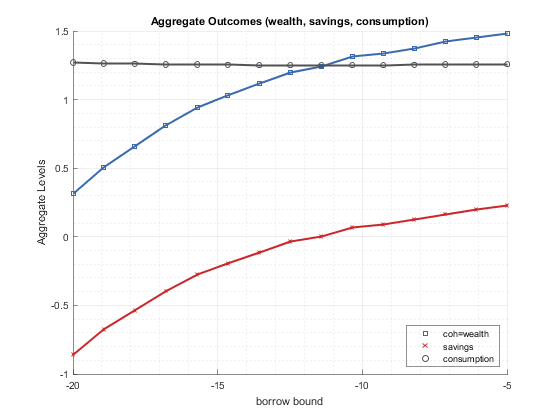 Aggregate Outcomes (wealth, savings, consumption)
Aggregate Levels
1.5
1
0.5
0
-0.5
-1
-20
-15
-10
-5
borrow bound
coh=wealth
savings
consumption